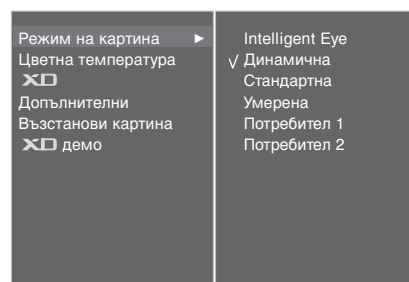 Режим на картина ►
Цветна температура
XD
Допълнителни
Възстанови картина
XD демо
Intelligent Eye
√ Динамична
Стандартна
Умерена
Потребител 1
Потребител 2